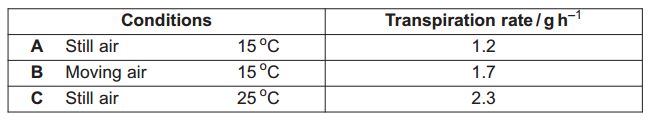 Conditions Transpiration rate / g h–1
A Still air 15 °C 1.2
B Moving air 15 °C 1.7
C Still air 25 °C 2.3